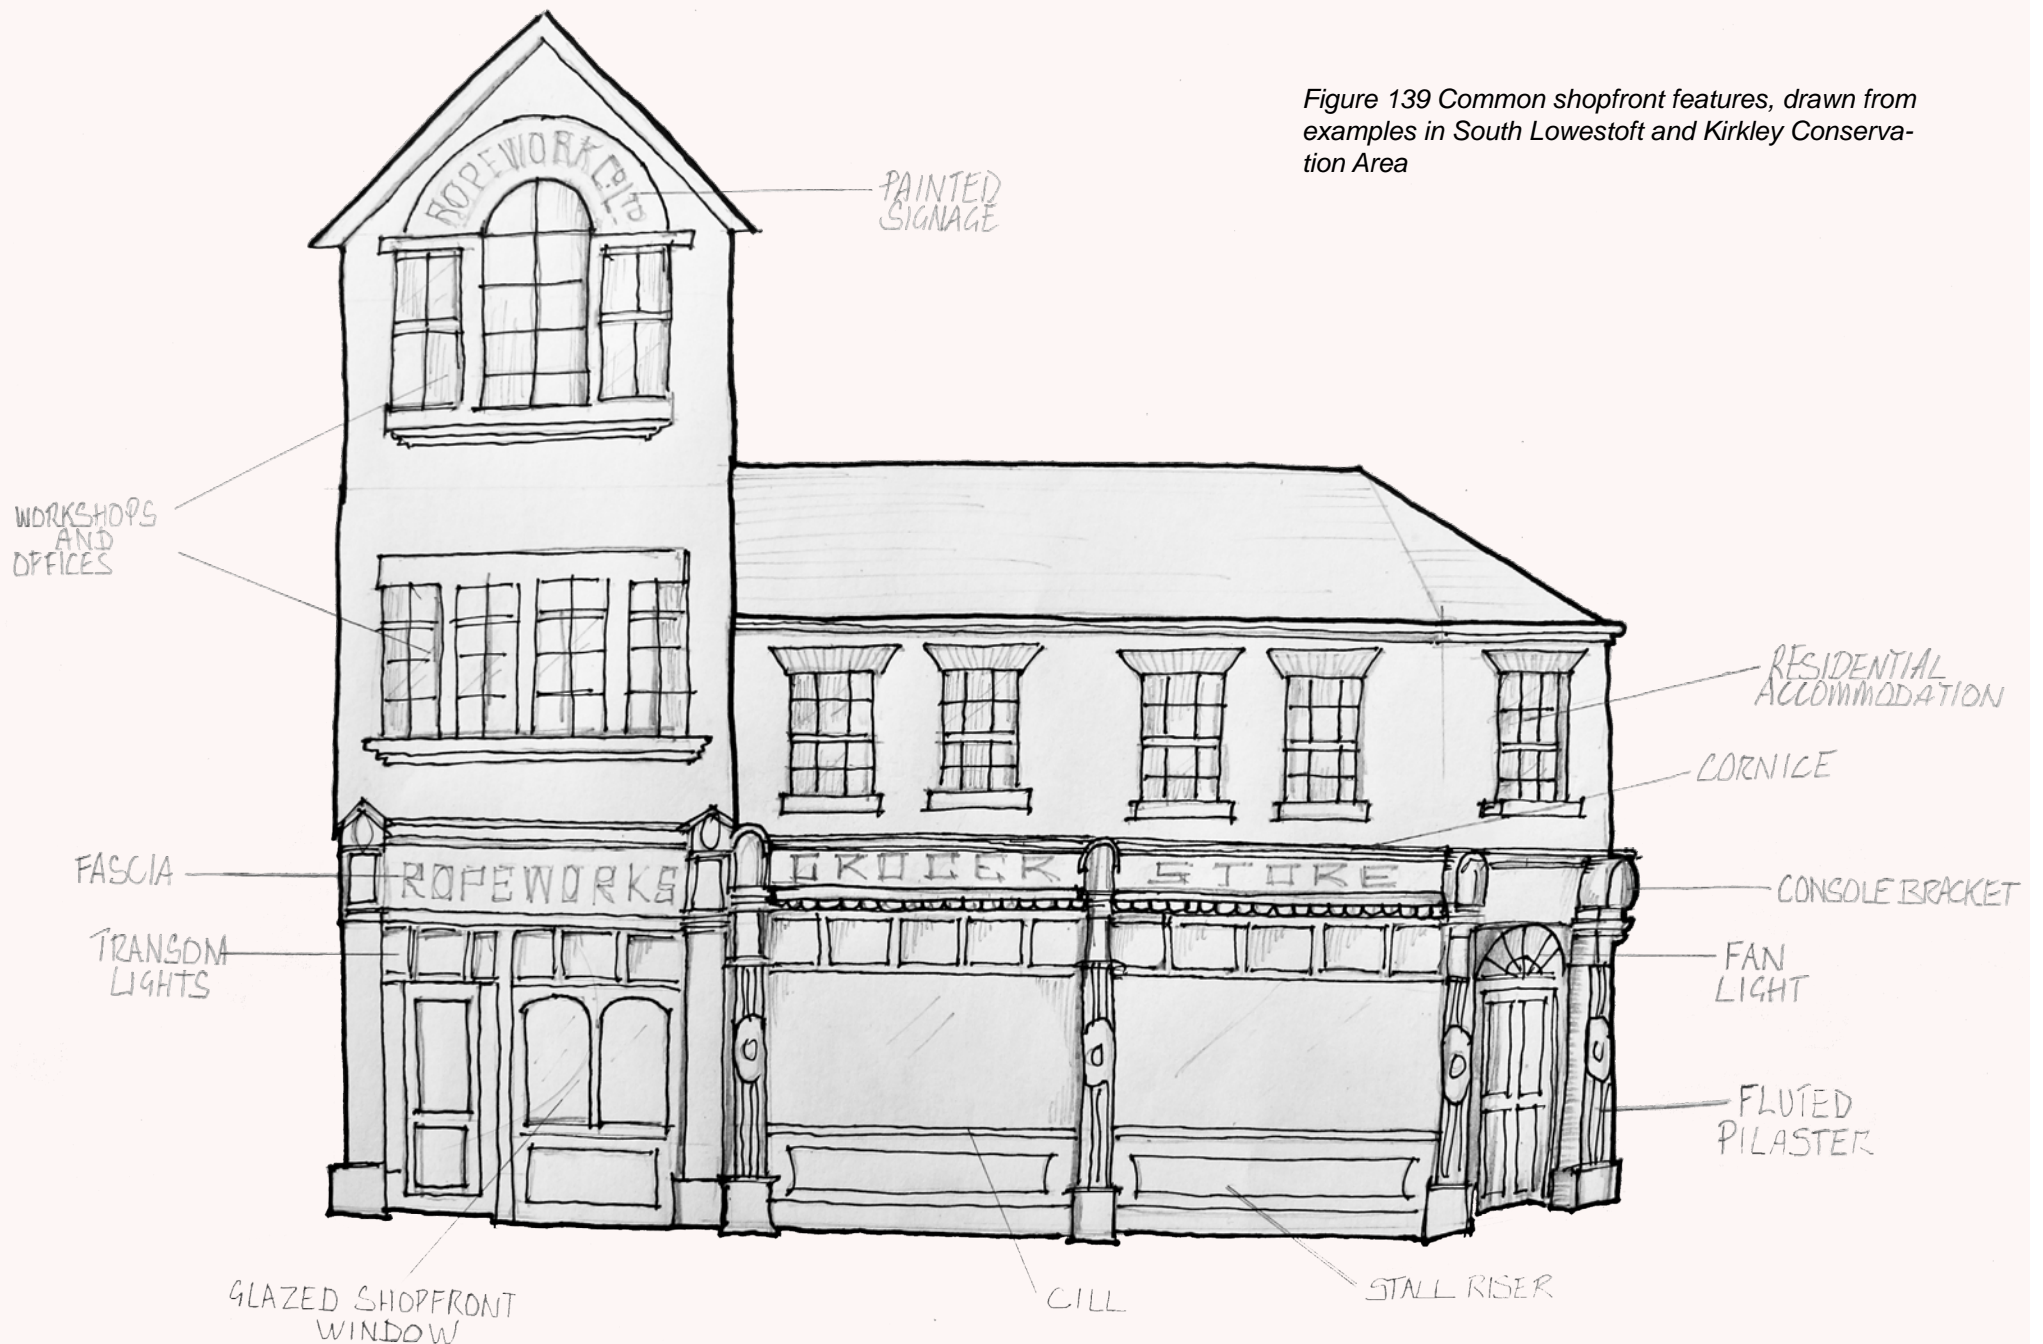 Figure 139 Common shopfront features, drawn from
examples in South Lowestoft and Kirkley Conserva-
tion Area
ROPEWORK CO LTD
PAINTED
SIGNAGE
WORKSHOPS
AND
OFFICES
RESIDENTIAL
ACCOMMODATION
CORNICE
FASCIA
ROPEWORKS
GROCER STORE
CONSOLE BRACKET
TRANSOM
LIGHTS
FAN
LIGHT
FLUTED
PILASTER
GLAZED SHOPFRONT
WINDOW
CILL
STALL RISER